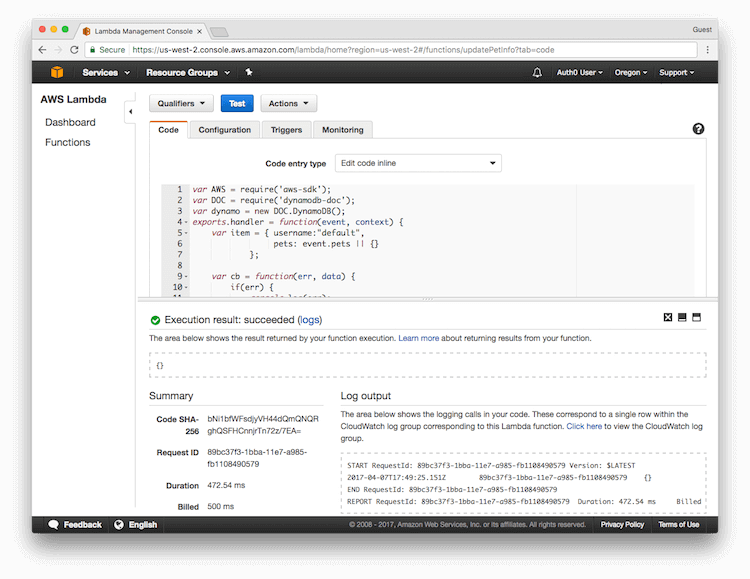 Lambda Management Console
Guest
Secure https://us-west-2.console.aws.amazon.com/lambda/home?region=us-west-2#/functions/updatePetInfo?tab=code
Services Resource Groups Auth0 User Oregon Support
AWS Lambda
Dashboard
Functions
Qualifiers Test Actions
Code Configuration Triggers Monitoring
Code entry type Edit code inline
1 var AWS = require('aws-sdk');
2 var DOC = require('dynamodb-doc');
3 var dynamo = new DOC.DynamoDB();
4 exports.handler = function(event, context) {
5 var item = { username:"default",
6 pets: event.pets || {}
7 };
8
9 var cb = function(err, data) {
10 if(err) {
11 console.log(err);
Execution result: succeeded (logs)
The area below shows the result returned by your function execution. Learn more about returning results from your function.
{}
Summary
Code SHA-256 bNi1bfWFsdjyVH44dQmQNQRghQSFHCnnjrTn72z/7EA=
Request ID 89bc37f3-1bba-11e7-a985-fb1108490579
Duration 472.54 ms
Billed 500 ms
Log output
The area below shows the logging calls in your code. These correspond to a single row within the
CloudWatch log group corresponding to this Lambda function. Click here to view the CloudWatch log
group.
START RequestId: 89bc37f3-1bba-11e7-a985-fb1108490579 Version: $LATEST
2017-04-07T17:49:25.151Z 89bc37f3-1bba-11e7-a985-fb1108490579 {}
END RequestId: 89bc37f3-1bba-11e7-a985-fb1108490579
REPORT RequestId: 89bc37f3-1bba-11e7-a985-fb1108490579 Duration: 472.54 ms Billed
Feedback English © 2008 - 2017, Amazon Web Services, Inc. or its affiliates. All rights reserved. Privacy Policy Terms of Use